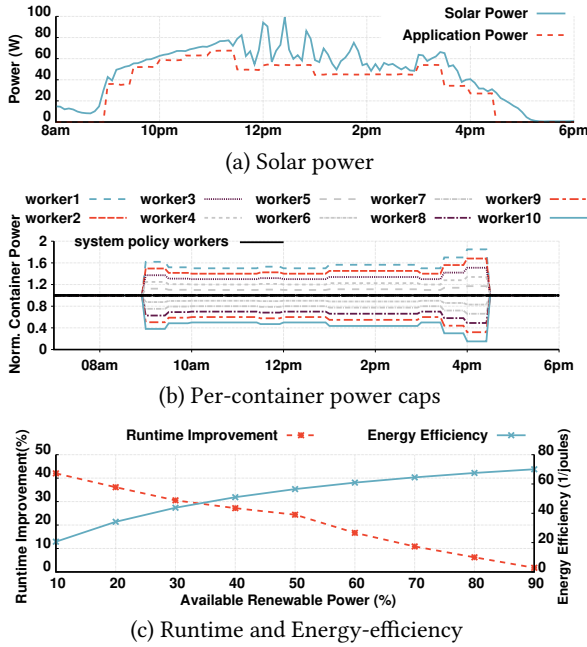 Solar Power
Application Power
Power (W)
100
80
60
40
20
0
8am 10pm 12pm 2pm 4pm 6pm
(a) Solar power
worker1 worker3 worker5 worker7 worker9
worker2 worker4 worker6 worker8 worker10
system policy workers
Norm. Container Power
2
1.6
1.2
0.8
0.4
0
08am 10am 12pm 2pm 4pm 6pm
(b) Per-container power caps
Runtime Improvement Energy Efficiency
Runtime Improvement(%)
50
40
30
20
10
0
Energy Efficiency (1/joules)
80
60
40
20
0
10 20 30 40 50 60 70 80 90
Available Renewable Power (%)
(c) Runtime and Energy-efficiency